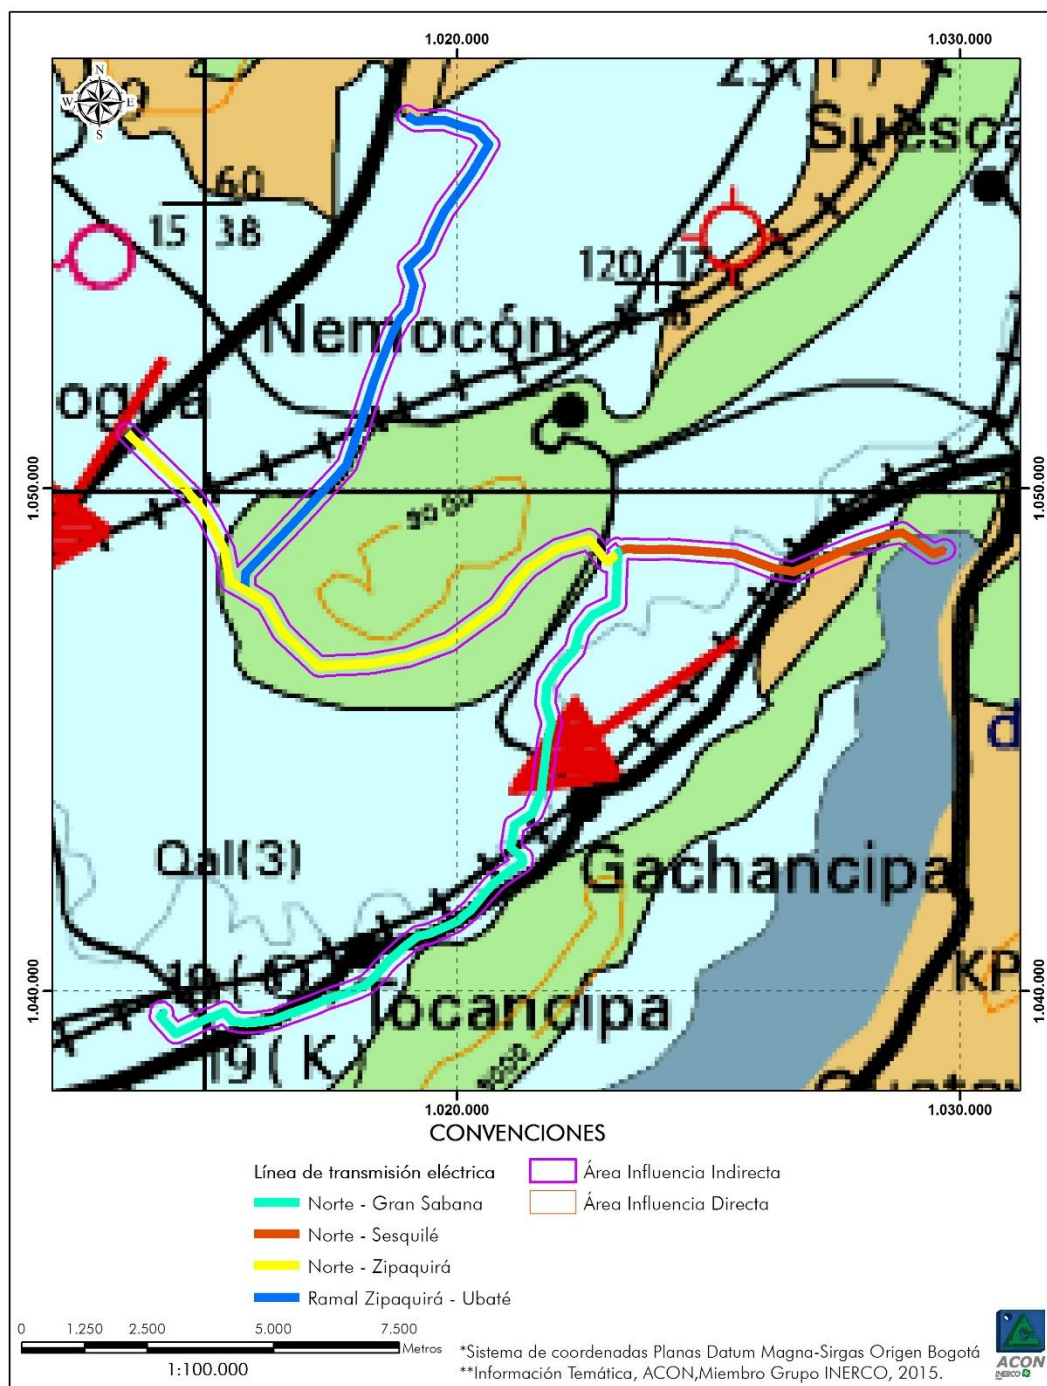 1.020.000
1.030.000
N
W E
S
Suesca
60
15 38
120 17
Nemocón
1.050.000
1.050.000
Qal(3)
Gachancipa
1.040.000
KP
1.040.000
Tocancipa
19 ( K )
3000
1.020.000
1.030.000
CONVENCIONES
Línea de transmisión eléctrica
Norte - Gran Sabana
Norte - Sesquilé
Norte - Zipaquirá
Ramal Zipaquirá - Ubaté
Área Influencia Indirecta
Área Influencia Directa
0 1.250 2.500 5.000 7.500
Metros
1:100.000
*Sistema de coordenadas Planas Datum Magna-Sirgas Origen Bogotá
**Información Temática, ACON,Miembro Grupo INERCO, 2015.
ACON
INERCO